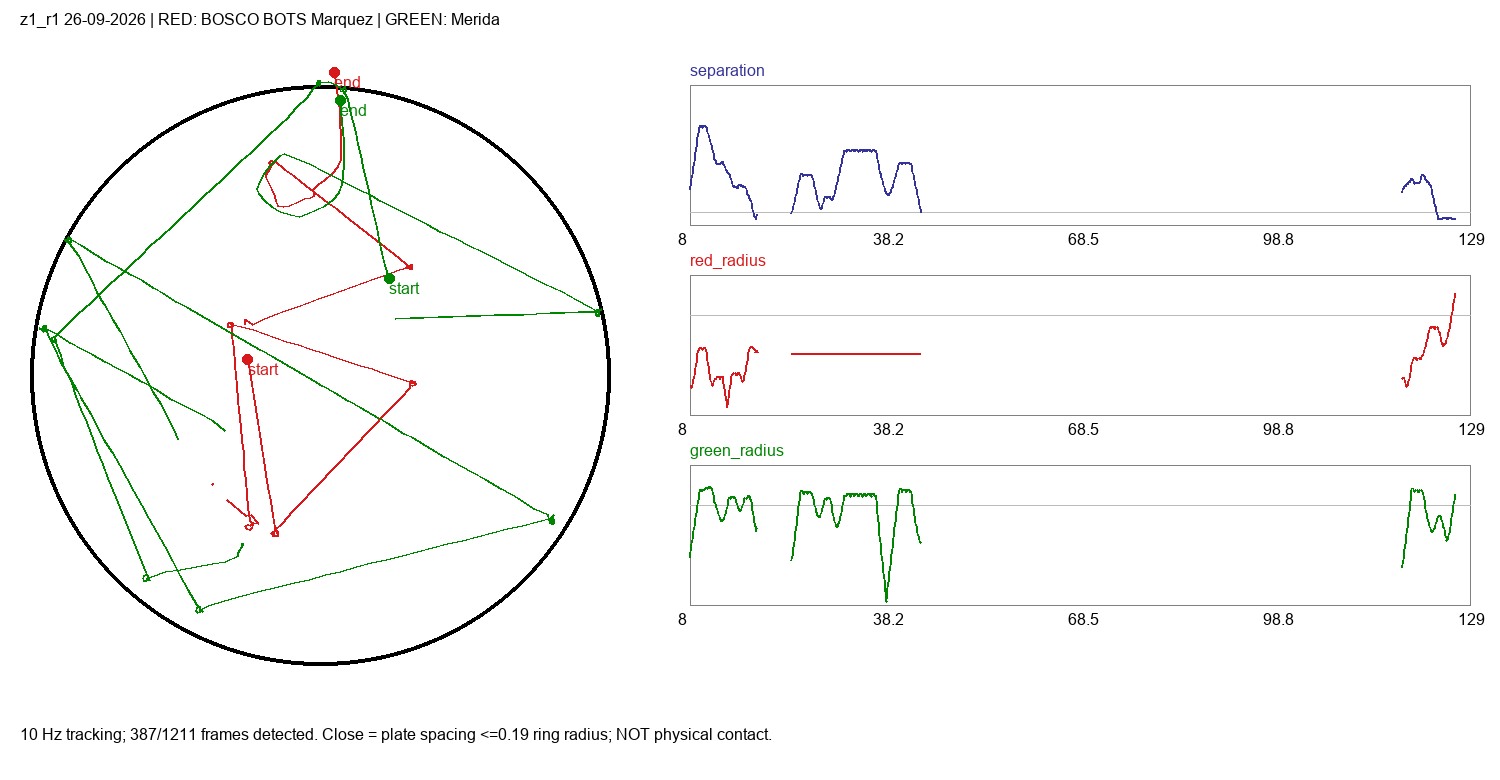 z1_r1 26-09-2026 | RED: BOSCO BOTS Marquez | GREEN: Merida
end
end
start
start
separation
8 38.2 68.5 98.8 129
red_radius
8 38.2 68.5 98.8 129
green_radius
8 38.2 68.5 98.8 129
10 Hz tracking; 387/1211 frames detected. Close = plate spacing <=0.19 ring radius; NOT physical contact.